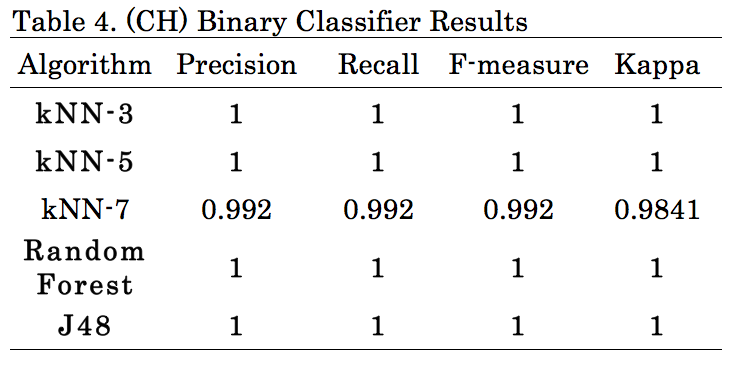 Table 4. (CH) Binary Classifier Results
Algorithm Precision Recall F-measure Kappa
kNN-3 1 1 1 1
kNN-5 1 1 1 1
kNN-7 0.992 0.992 0.992 0.9841
Random
Forest 1 1 1 1
J48 1 1 1 1